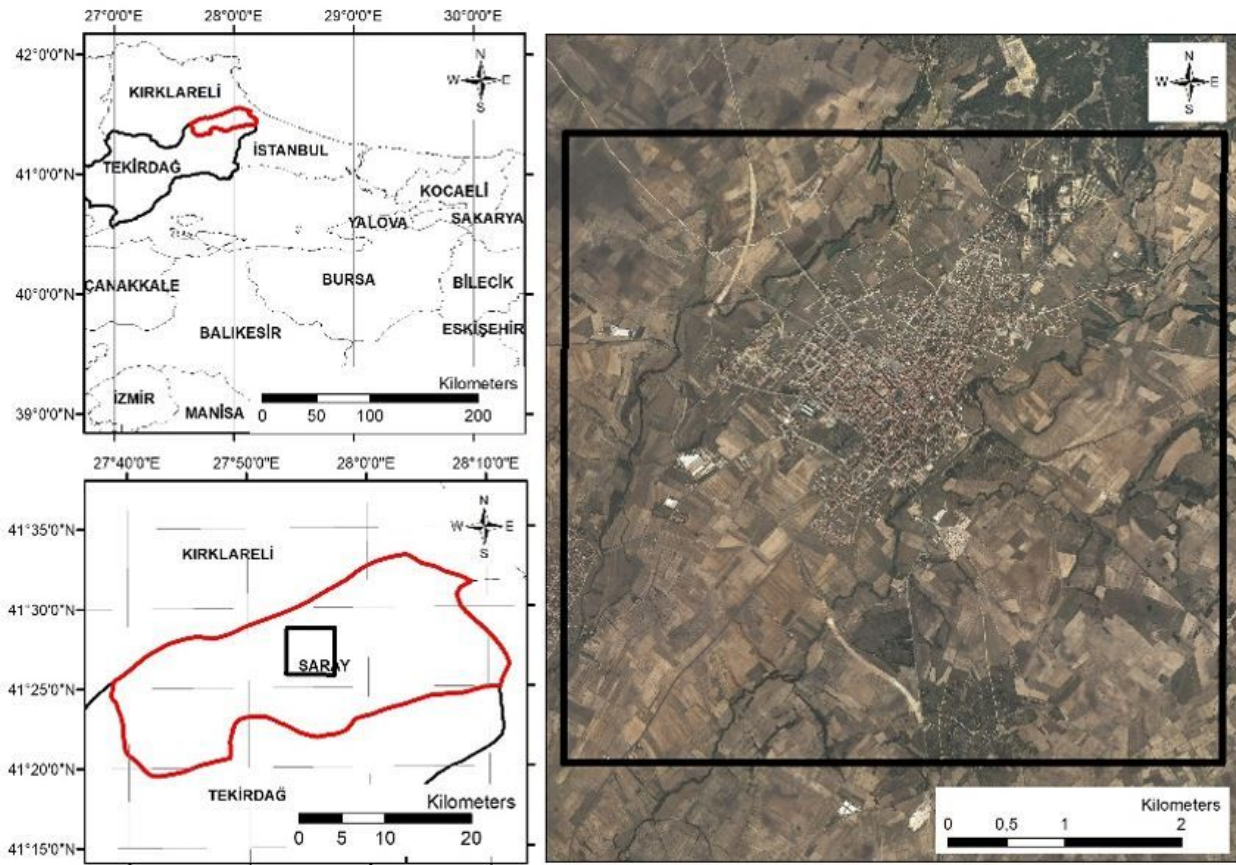 27°0'0"E 28°0'0"E 29°0'0"E 30°0'0"E
42°0'0"N
41°0'0"N
40°0'0"N
39°0'0"N
N
W E
S
KIRKLARELİ
TEKİRDAĞ
İSTANBUL
KOCAELİ
YALOVA
SAKARYA
ÇANAKKALE
BURSA
BİLECİK
BALIKESİR
ESKİŞEHİR
İZMİR
MANİSA
Kilometers
0 50 100 200
27°40'0"E 27°50'0"E 28°0'0"E 28°10'0"E
41°35'0"N
41°30'0"N
41°25'0"N
41°20'0"N
41°15'0"N
N
W E
S
KIRKLARELİ
SARAY
TEKİRDAĞ
Kilometers
0 5 10 20
N
W E
S
Kilometers
0 0,5 1 2